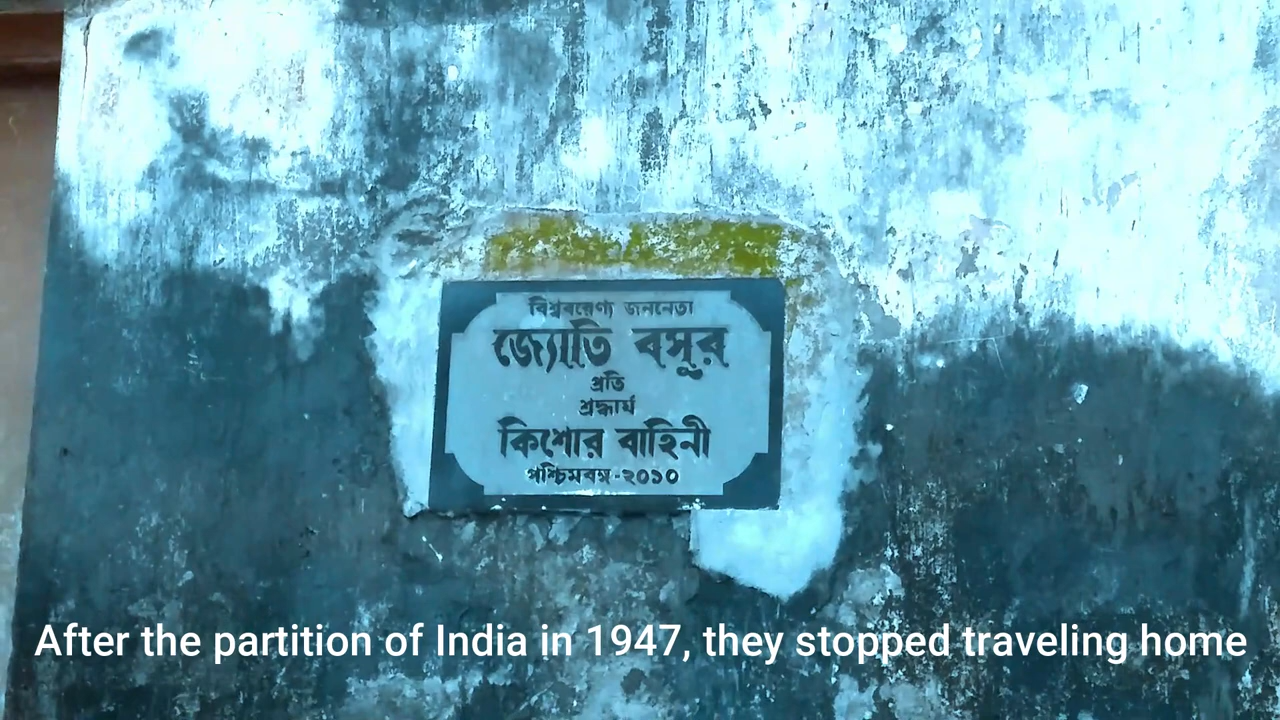 বিশ্ববরেণ্য জননেতা
জ্যোতি বসুর
প্রতি
শ্রদ্ধার্ঘ
কিশোর বাহিনী
পশ্চিমবঙ্গ-২০১০
After the partition of India in 1947, they stopped traveling home